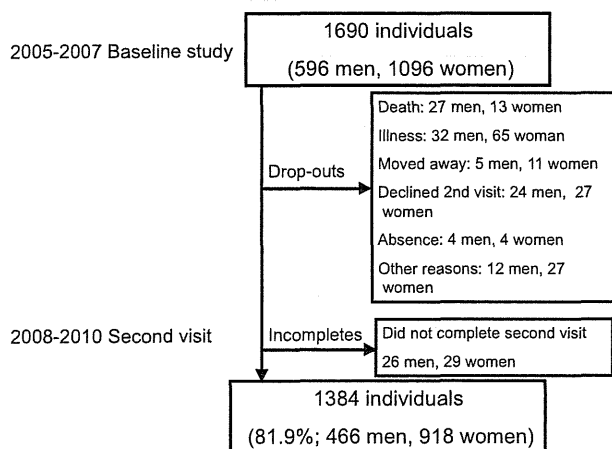 1690 individuals
2005-2007 Baseline study
(596 men, 1096 women)
Death: 27 men, 13 women
Illness: 32 men, 65 woman
Moved away: 5 men, 11 women
Drop-outs
Declined 2nd visit: 24 men, 27
women
Absence: 4 men, 4 women
Other reasons: 12 men, 27
women
2008-2010 Second visit
Incompletes
Did not complete second visit
26 men, 29 women
1384 individuals
(81.9%; 466 men, 918 women)